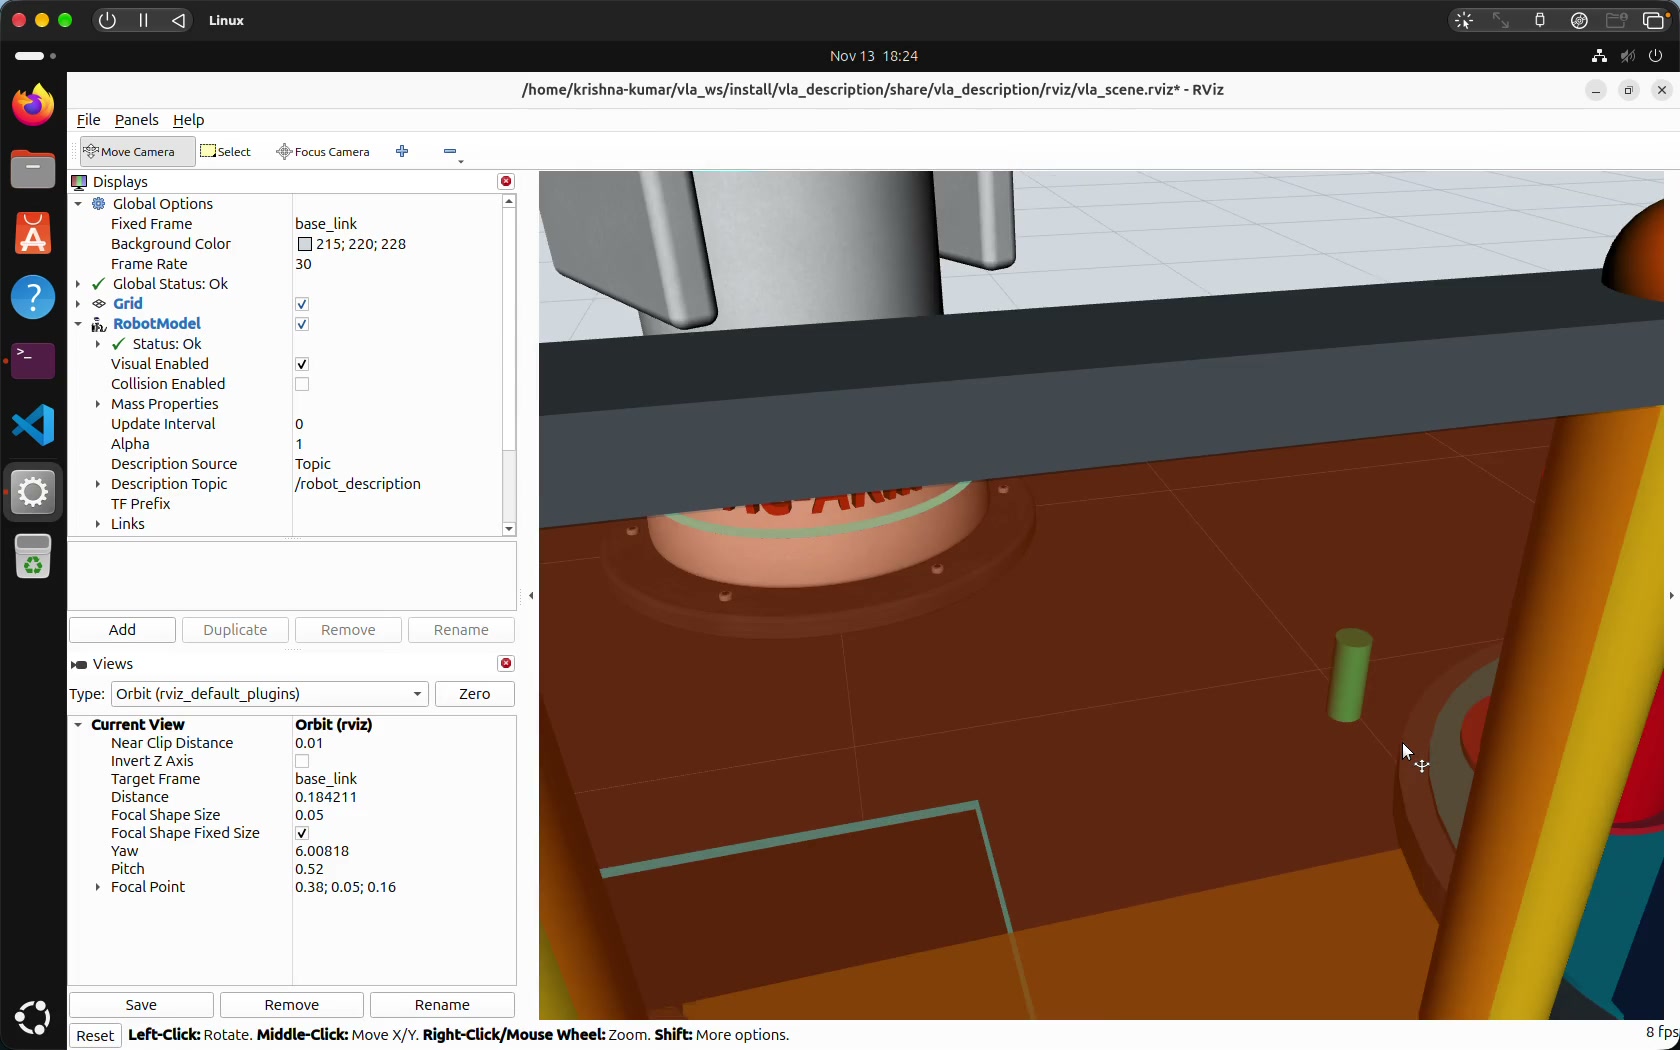 Linux
Nov 13 18:24
/home/krishna-kumar/vla_ws/install/vla_description/share/vla_description/rviz/vla_scene.rviz* - RViz
File Panels Help
Move Camera Select Focus Camera
Displays
Global Options
Fixed Frame base_link
Background Color 215; 220; 228
Frame Rate 30
Global Status: Ok
Grid
RobotModel
Status: Ok
Visual Enabled
Collision Enabled
Mass Properties
Update Interval 0
Alpha 1
Description Source Topic
Description Topic /robot_description
TF Prefix
Links
Add Duplicate Remove Rename
Views
Type: Orbit (rviz_default_plugins) Zero
Current View Orbit (rviz)
Near Clip Distance 0.01
Invert Z Axis
Target Frame base_link
Distance 0.184211
Focal Shape Size 0.05
Focal Shape Fixed Size
Yaw 6.00818
Pitch 0.52
Focal Point 0.38; 0.05; 0.16
Save Remove Rename
Reset Left-Click: Rotate. Middle-Click: Move X/Y. Right-Click/Mouse Wheel: Zoom. Shift: More options.
8 fps